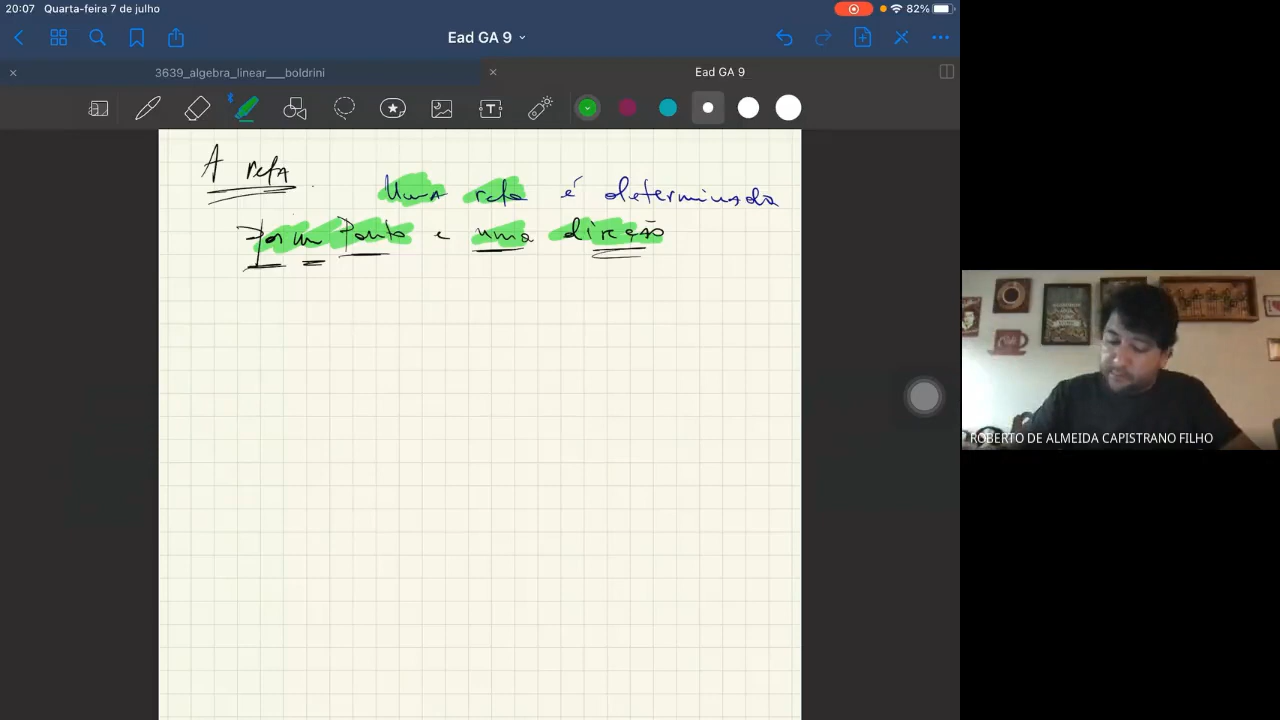 20:07 Quarta-feira 7 de julho
82%
Ead GA 9
3639_algebra_linear___boldrini
Ead GA 9
A reta
Uma reta é determinada
Por um Ponto e uma direção
ROBERTO DE ALMEIDA CAPISTRANO FILHO